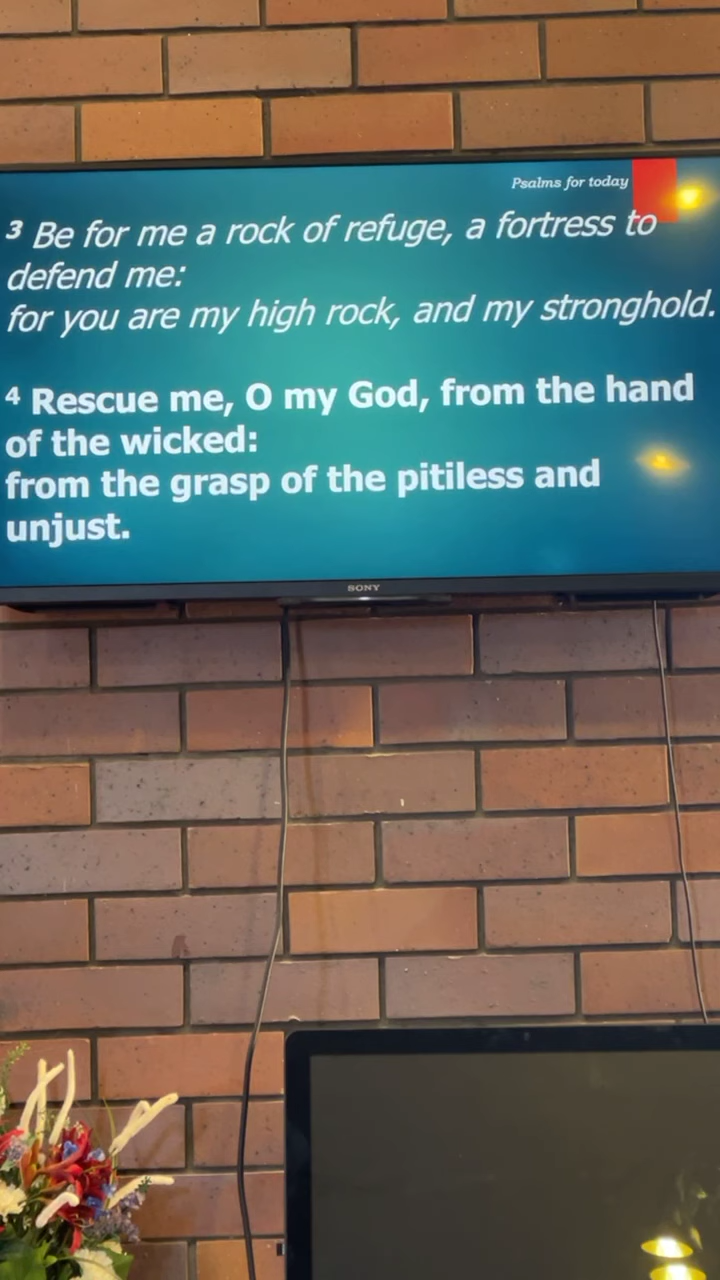 Psalms for today
3 Be for me a rock of refuge, a fortress to
defend me:
for you are my high rock, and my stronghold.
4 Rescue me, O my God, from the hand
of the wicked:
from the grasp of the pitiless and
unjust.
SONY